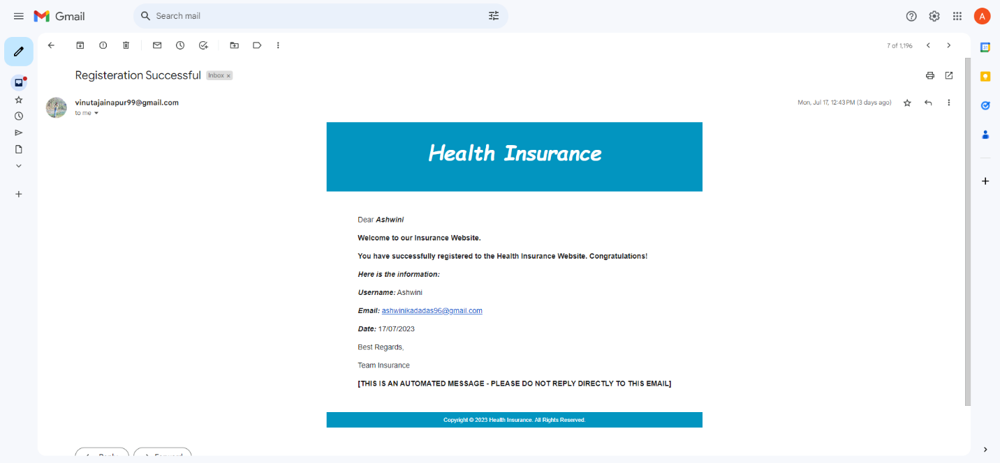 Gmail
Search mail
A
7 of 1,196
Registeration Successful
Inbox ×
vinutajainapur99@gmail.com
Mon, Jul 17, 12:43 PM (3 days ago)
to me
Health Insurance
Dear Ashwini
Welcome to our Insurance Website.
You have successfully registered to the Health Insurance Website. Congratulations!
Here is the information:
Username: Ashwini
Email: ashwinikadadas96@gmail.com
Date: 17/07/2023
Best Regards,
Team Insurance
[THIS IS AN AUTOMATED MESSAGE - PLEASE DO NOT REPLY DIRECTLY TO THIS EMAIL]
Copyright © 2023 Health Insurance. All Rights Reserved.
Reply
Forward